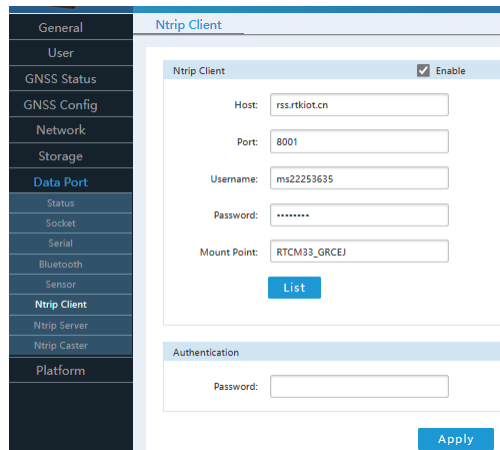 General
User
GNSS Status
GNSS Config
Network
Storage
Data Port
Status
Socket
Serial
Bluetooth
Sensor
Ntrip Client
Ntrip Server
Ntrip Caster
Platform
Ntrip Client
Ntrip Client Enable
Host: rss.rtkiot.cn
Port: 8001
Username: ms22253635
Password: ••••••••
Mount Point: RTCM33_GRCEJ
List
Authentication
Password:
Apply